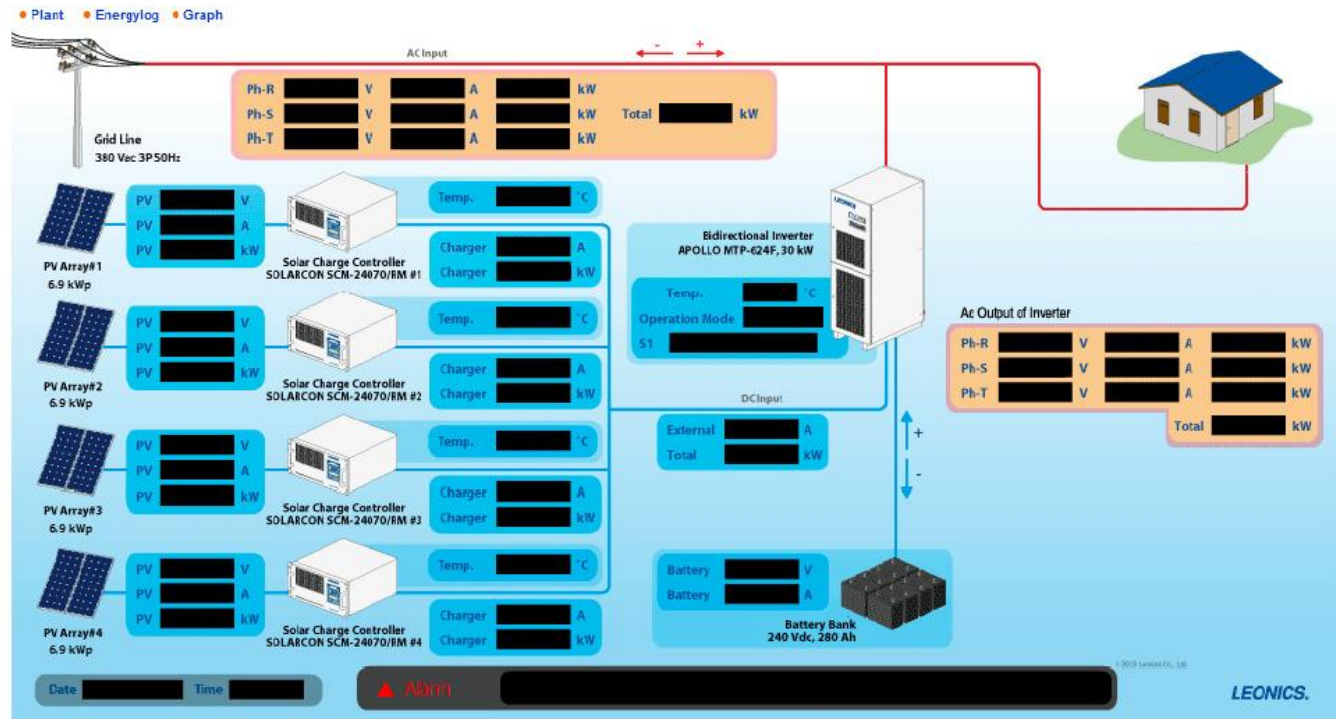 Plant Energylog Graph
AC Input
- +
Ph-R V A kW
Ph-S V A kW Total kW
Ph-T V A kW
Grid Line
380 Vac 3P 50Hz
PV V
PV A
PV kW
PV Array#1
6.9 kWp
Solar Charge Controller
SOLARCON SCM-24070/RM #1
Temp. °C
Charger A
Charger kW
Bidirectional Inverter
APOLLO MTP-624F, 30 kW
LEONICS
Temp. °C
Operation Mode
S1
PV V
PV A
PV kW
PV Array#2
6.9 kWp
Solar Charge Controller
SOLARCON SCM-24070/RM #2
Temp. °C
Charger A
Charger kW
Ac Output of Inverter
Ph-R V A kW
Ph-S V A kW
Ph-T V A kW
Total kW
DC Input
External A
Total kW
+
-
PV V
PV A
PV kW
PV Array#3
6.9 kWp
Solar Charge Controller
SOLARCON SCM-24070/RM #3
Temp. °C
Charger A
Charger kW
PV V
PV A
PV kW
PV Array#4
6.9 kWp
Solar Charge Controller
SOLARCON SCM-24070/RM #4
Temp. °C
Charger A
Charger kW
Battery V
Battery A
Battery Bank
240 Vdc, 280 Ah
Date Time
Alarm
Leonics Co., Ltd.
LEONICS.